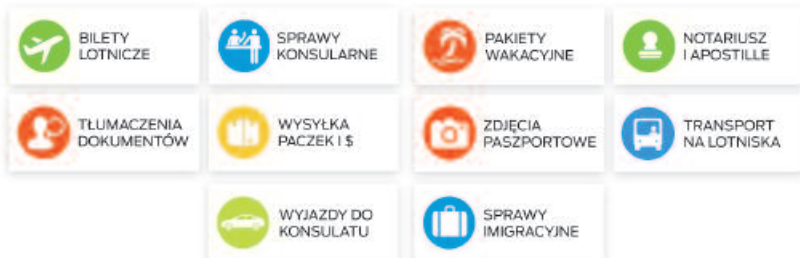 BILETY
LOTNICZE
SPRAWY
KONSULARNE
PAKIETY
WAKACYJNE
NOTARIUSZ
I APOSTILLE
TŁUMACZENIA
DOKUMENTÓW
WYSYŁKA
PACZEK I $
ZDJĘCIA
PASZPORTOWE
TRANSPORT
NA LOTNISKA
WYJAZDY DO
KONSULATU
SPRAWY
IMIGRACYJNE